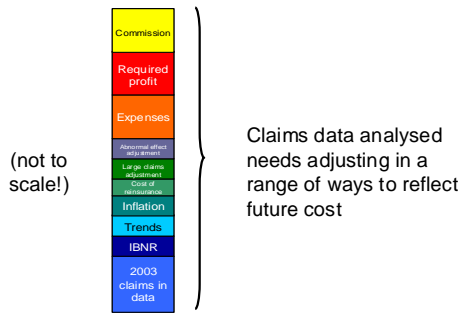 Commission
Required
profit
Expenses
Abnormal effect
adjustment
Large claims
adjustment
Cost of
reinsurance
Inflation
Trends
IBNR
2003
claims in
data
(not to
scale!)
Claims data analysed
needs adjusting in a
range of ways to reflect
future cost